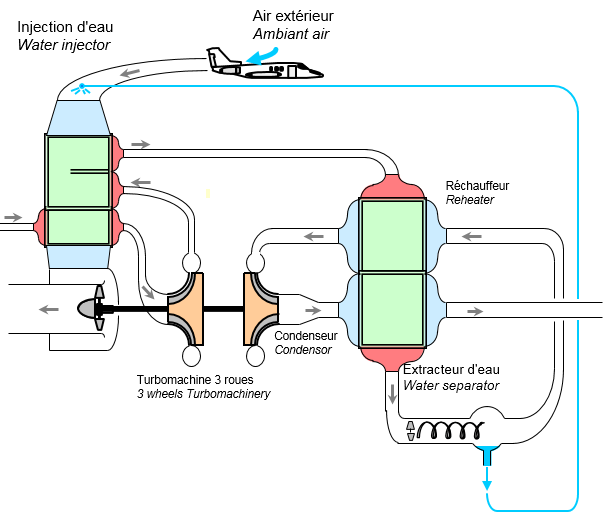 Injection d'eau
Water injector
Air extérieur
Ambiant air
Réchauffeur
Reheater
Condenseur
Condensor
Extracteur d'eau
Water separator
Turbomachine 3 roues
3 wheels Turbomachinery